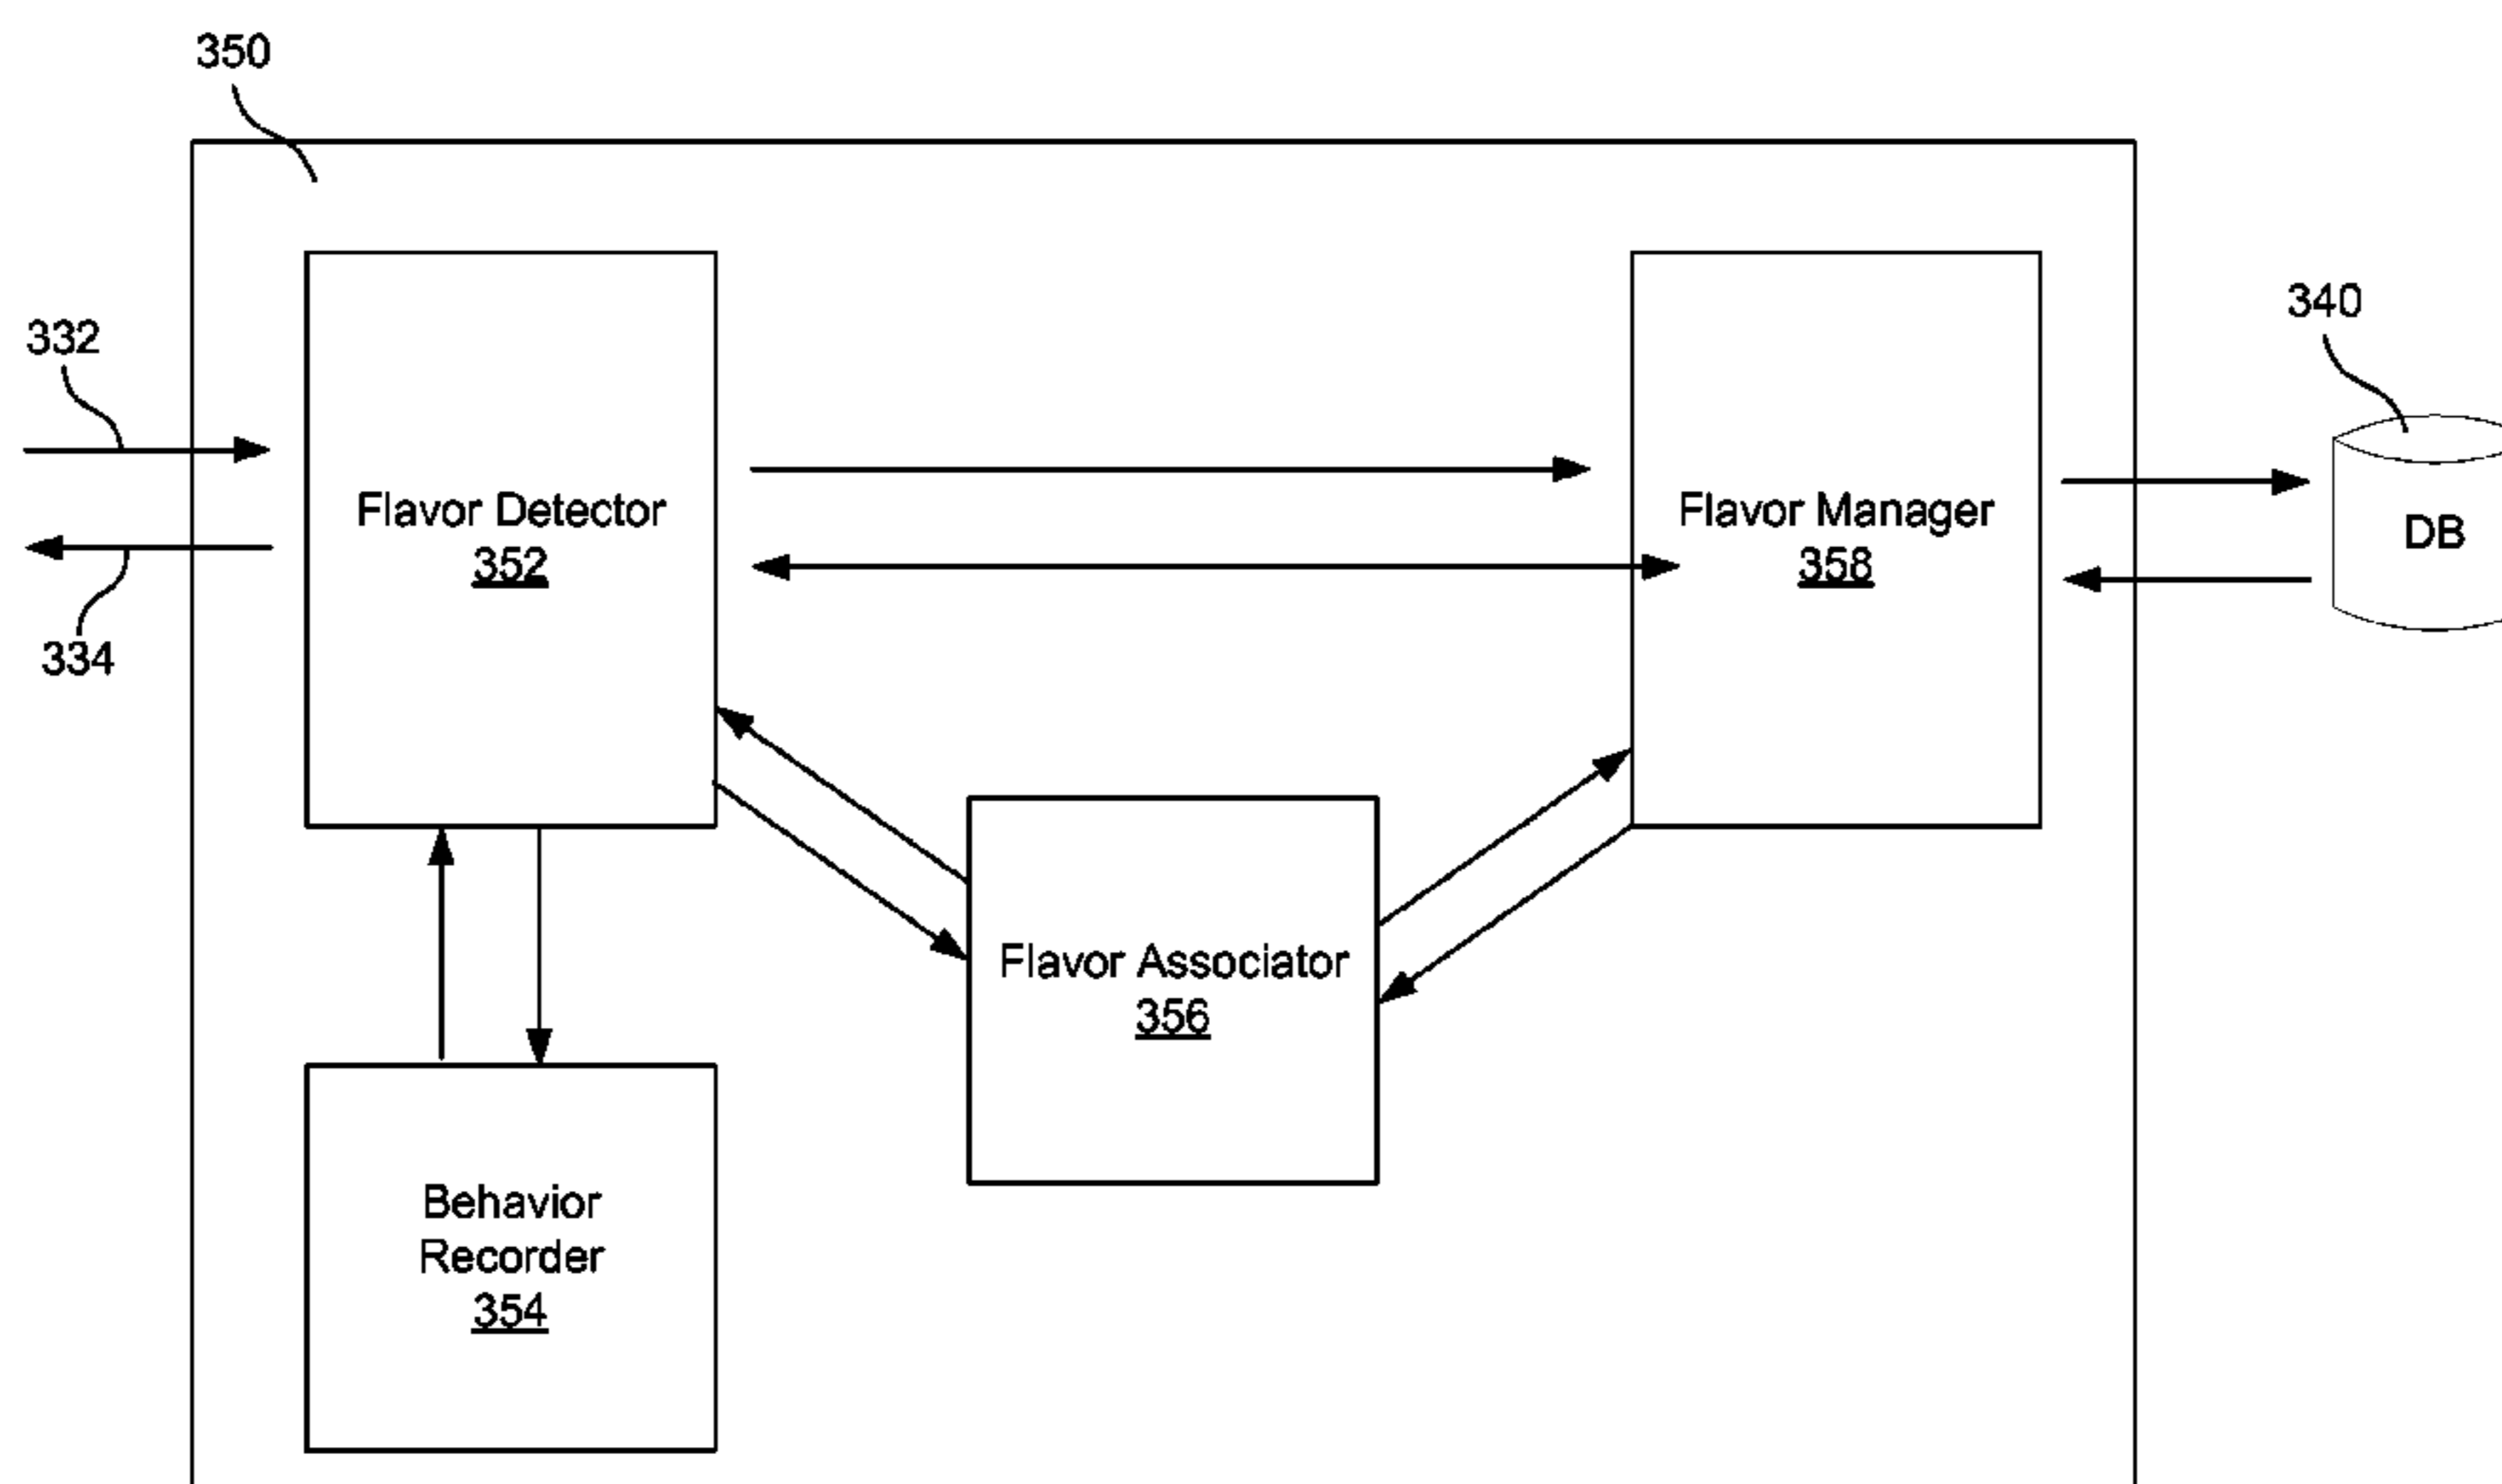 350
332
334
340
Flavor Detector
352
Flavor Manager
358
DB
Flavor Associator
356
Behavior
Recorder
354